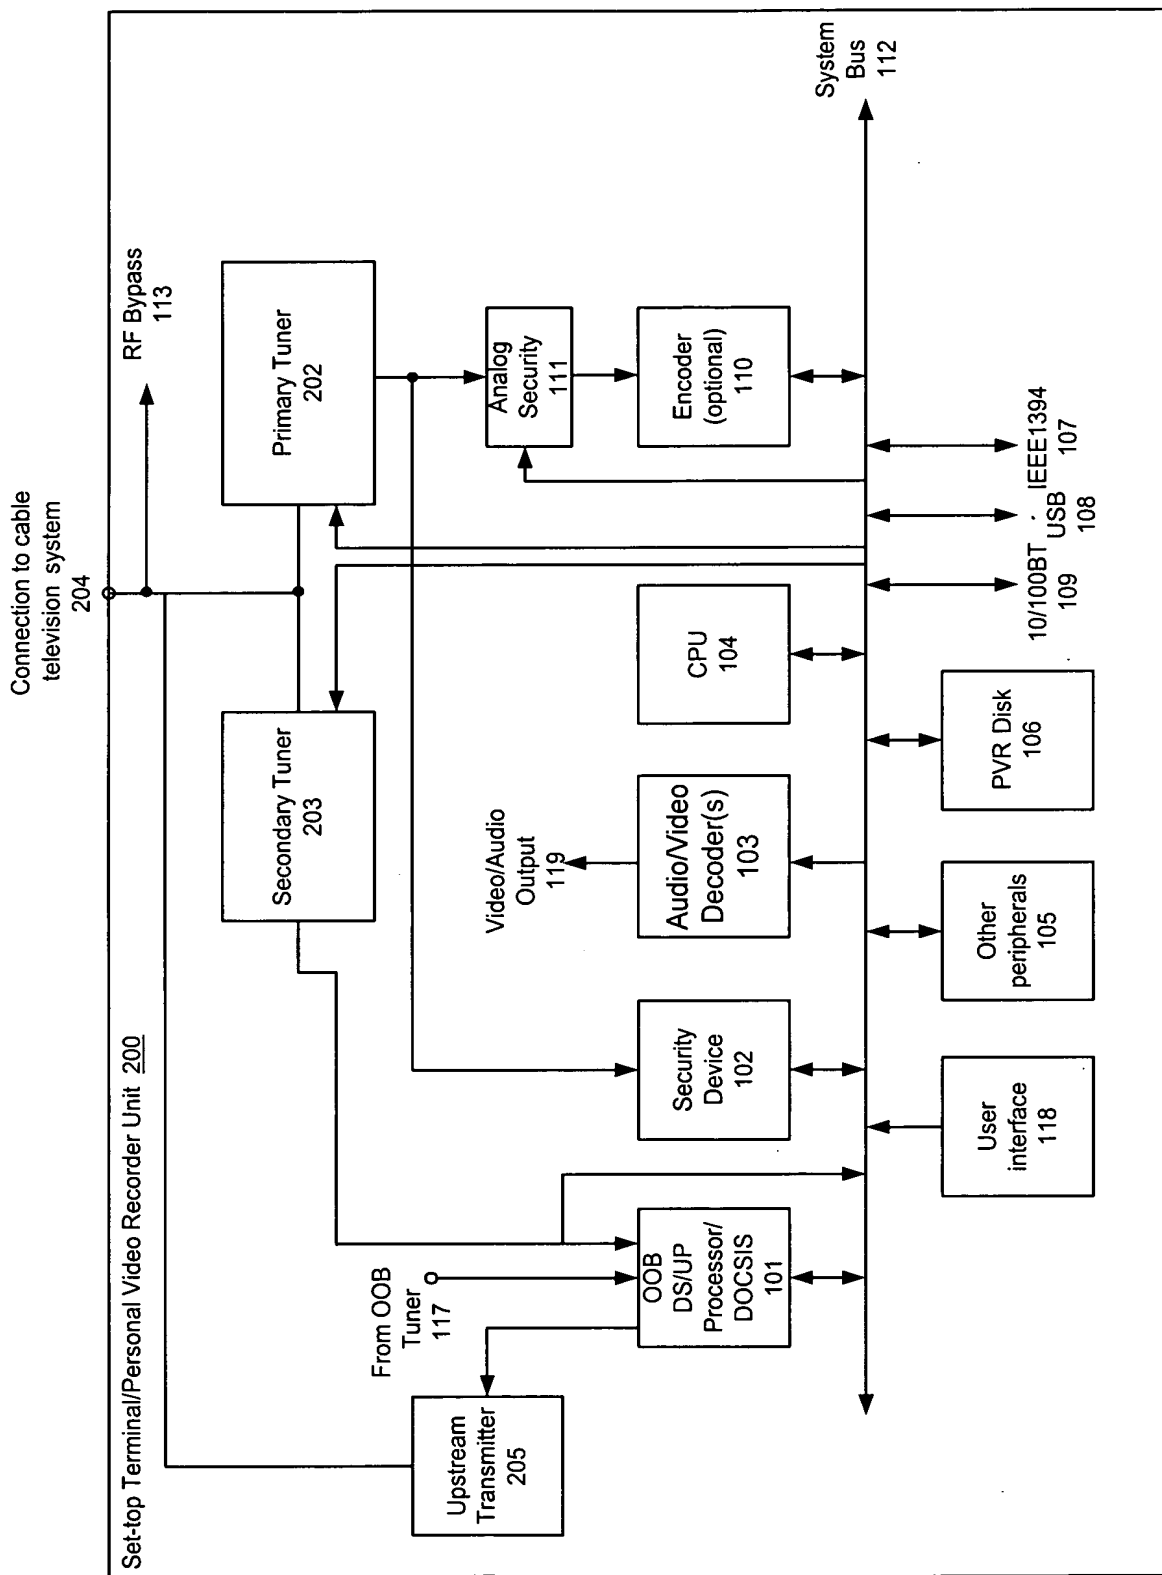 Connection to cable
television system
204
Set-top Terminal/Personal Video Recorder Unit 200
RF Bypass
113
Secondary Tuner
203
Primary Tuner
202
Upstream
Transmitter
205
From OOB
Tuner
117
Video/Audio
Output
119
Analog
Security
111
OOB
DS/UP
Processor/
DOCSIS
101
Security
Device
102
Audio/Video
Decoder(s)
103
CPU
104
Encoder
(optional)
110
System
Bus
112
User
interface
118
Other
peripherals
105
PVR Disk
106
10/100BT
109
USB
108
IEEE1394
107